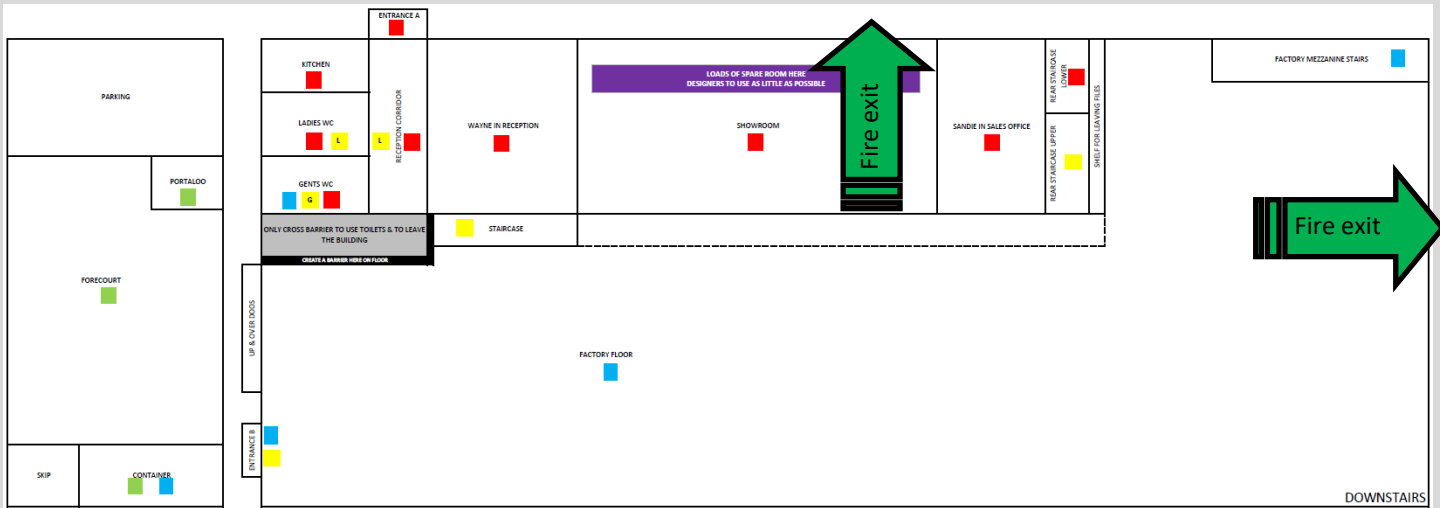 ENTRANCE A
PARKING
KITCHEN
LADIES WC
L
L
RECEPTION CORRIDOR
GENTS WC
G
WAYNE IN RECEPTION
LOADS OF SPARE ROOM HERE
DESIGNERS TO USE AS LITTLE AS POSSIBLE
SHOWROOM
Fire exit
SANDIE IN SALES OFFICE
REAR STAIRCASE
LOWER
REAR STAIRCASE UPPER
SHELF FOR LEAVING FILES
FACTORY MEZZANINE STAIRS
PORTALOO
ONLY CROSS BARRIER TO USE TOILETS & TO LEAVE
THE BUILDING
CREATE A BARRIER HERE ON FLOOR
STAIRCASE
Fire exit
FORECOURT
UP & OVER DOOS
FACTORY FLOOR
ENTRANCE B
SKIP
CONTAINER
DOWNSTAIRS